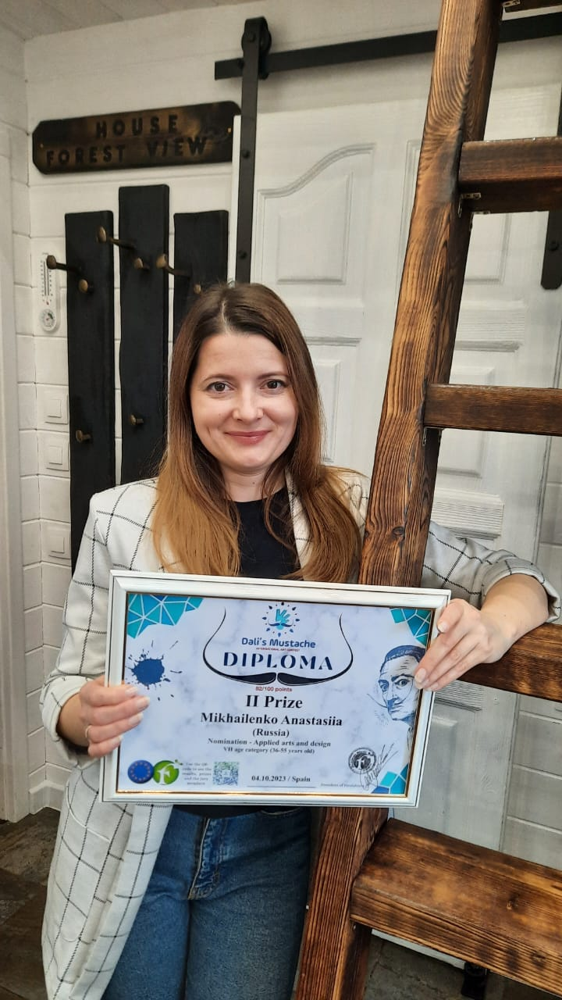 HOUSE
FOREST VIEW
Dali's Mustache
INTERNATIONAL ART CONTEST
DIPLOMA
82/100 points
II Prize
Mikhailenko Anastasiia
(Russia)
Nomination - Applied arts and design
VII age category (36-55 years old)
Use the QR-
code to see the
results, prizes
and the jury
04.10.2023 / Spain
President of